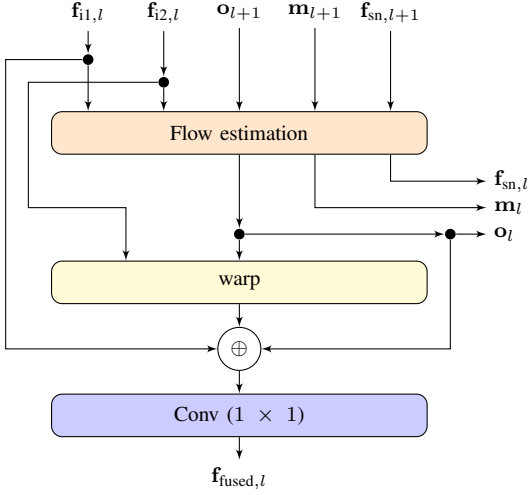 f_{i1,l} f_{i2,l} o_{l+1} m_{l+1} f_{sn,l+1}
Flow estimation
f_{sn,l}
m_l
o_l
warp
⊕
Conv (1 × 1)
f_{fused,l}